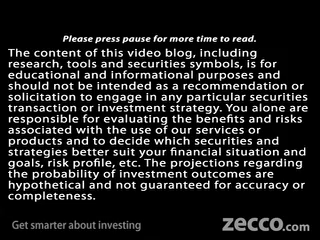 Please press pause for more time to read.
The content of this video blog, including
research, tools and securities symbols, is for
educational and informational purposes and
should not be intended as a recommendation or
solicitation to engage in any particular securities
transaction or investment strategy. You alone are
responsible for evaluating the benefits and risks
associated with the use of our services or
products and to decide which securities and
strategies better suit your financial situation and
goals, risk profile, etc. The projections regarding
the probability of investment outcomes are
hypothetical and not guaranteed for accuracy or
completeness.
Get smarter about investing
zecco.com